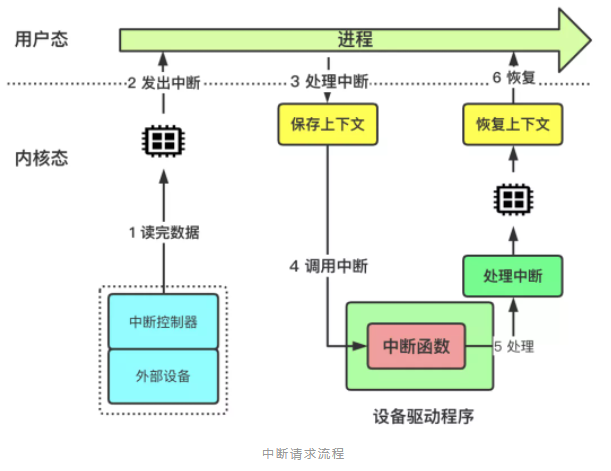 用户态
进程
2 发出中断
3 处理中断
6 恢复
保存上下文
恢复上下文
内核态
1 读完数据
4 调用中断
处理中断
中断控制器
中断函数
5 处理
外部设备
设备驱动程序
中断请求流程